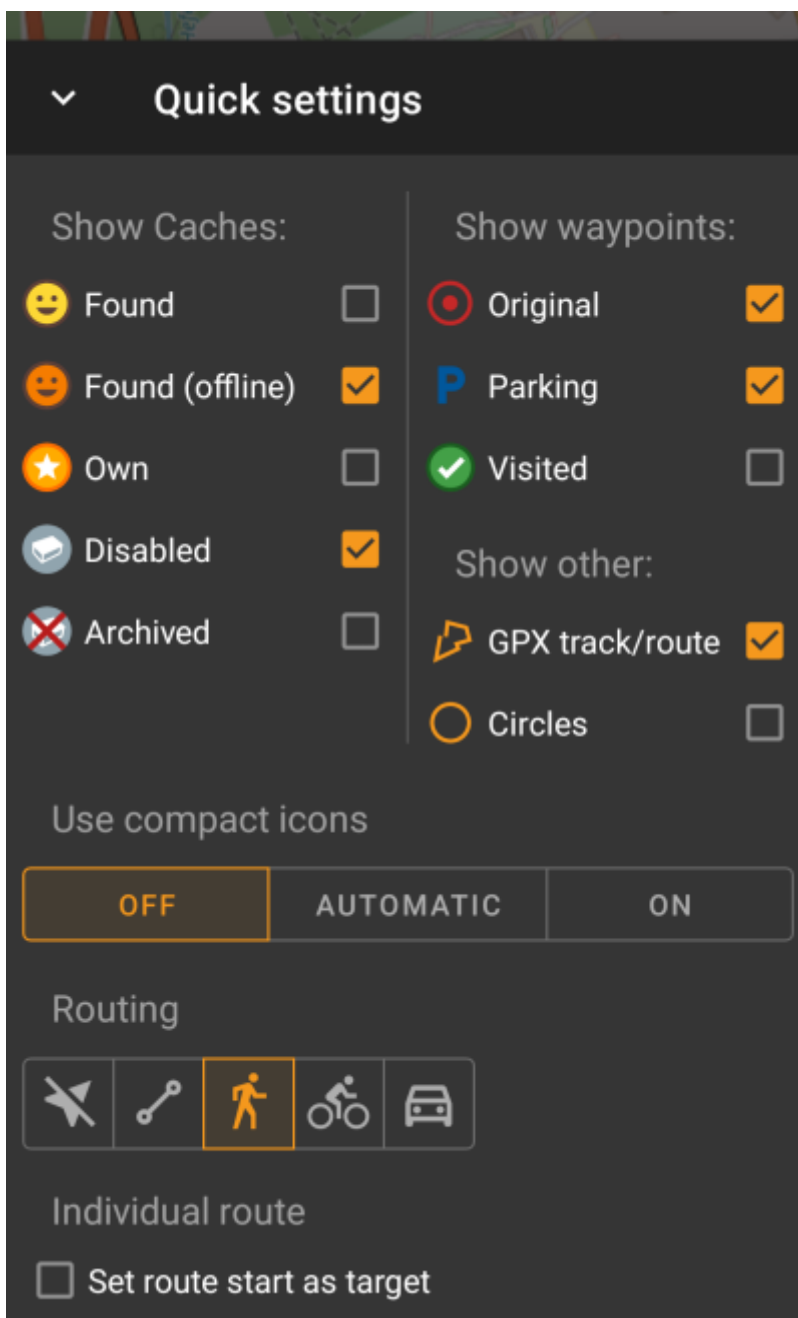 Quick settings
Show Caches:
Found
Found (offline)
Own
Disabled
Archived
Show waypoints:
Original
P Parking
Visited
Show other:
GPX track/route
Circles
Use compact icons
OFF AUTOMATIC ON
Routing
Individual route
Set route start as target